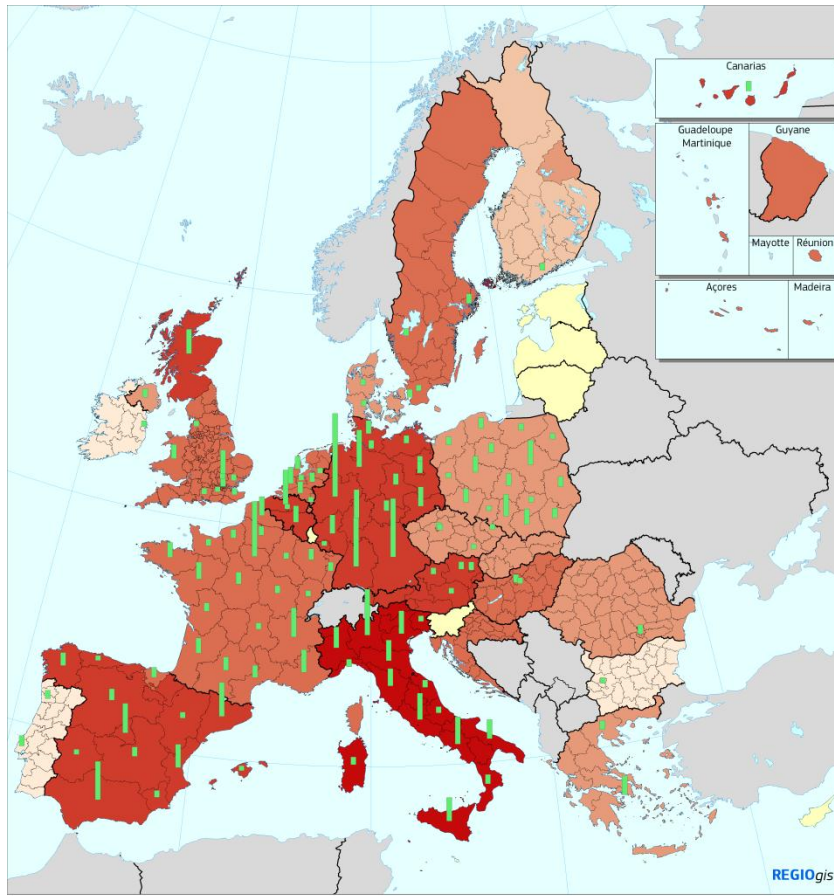 Canarias
Guadeloupe
Martinique
Guyane
Mayotte
Réunion
Açores
Madeira
REGIOgis